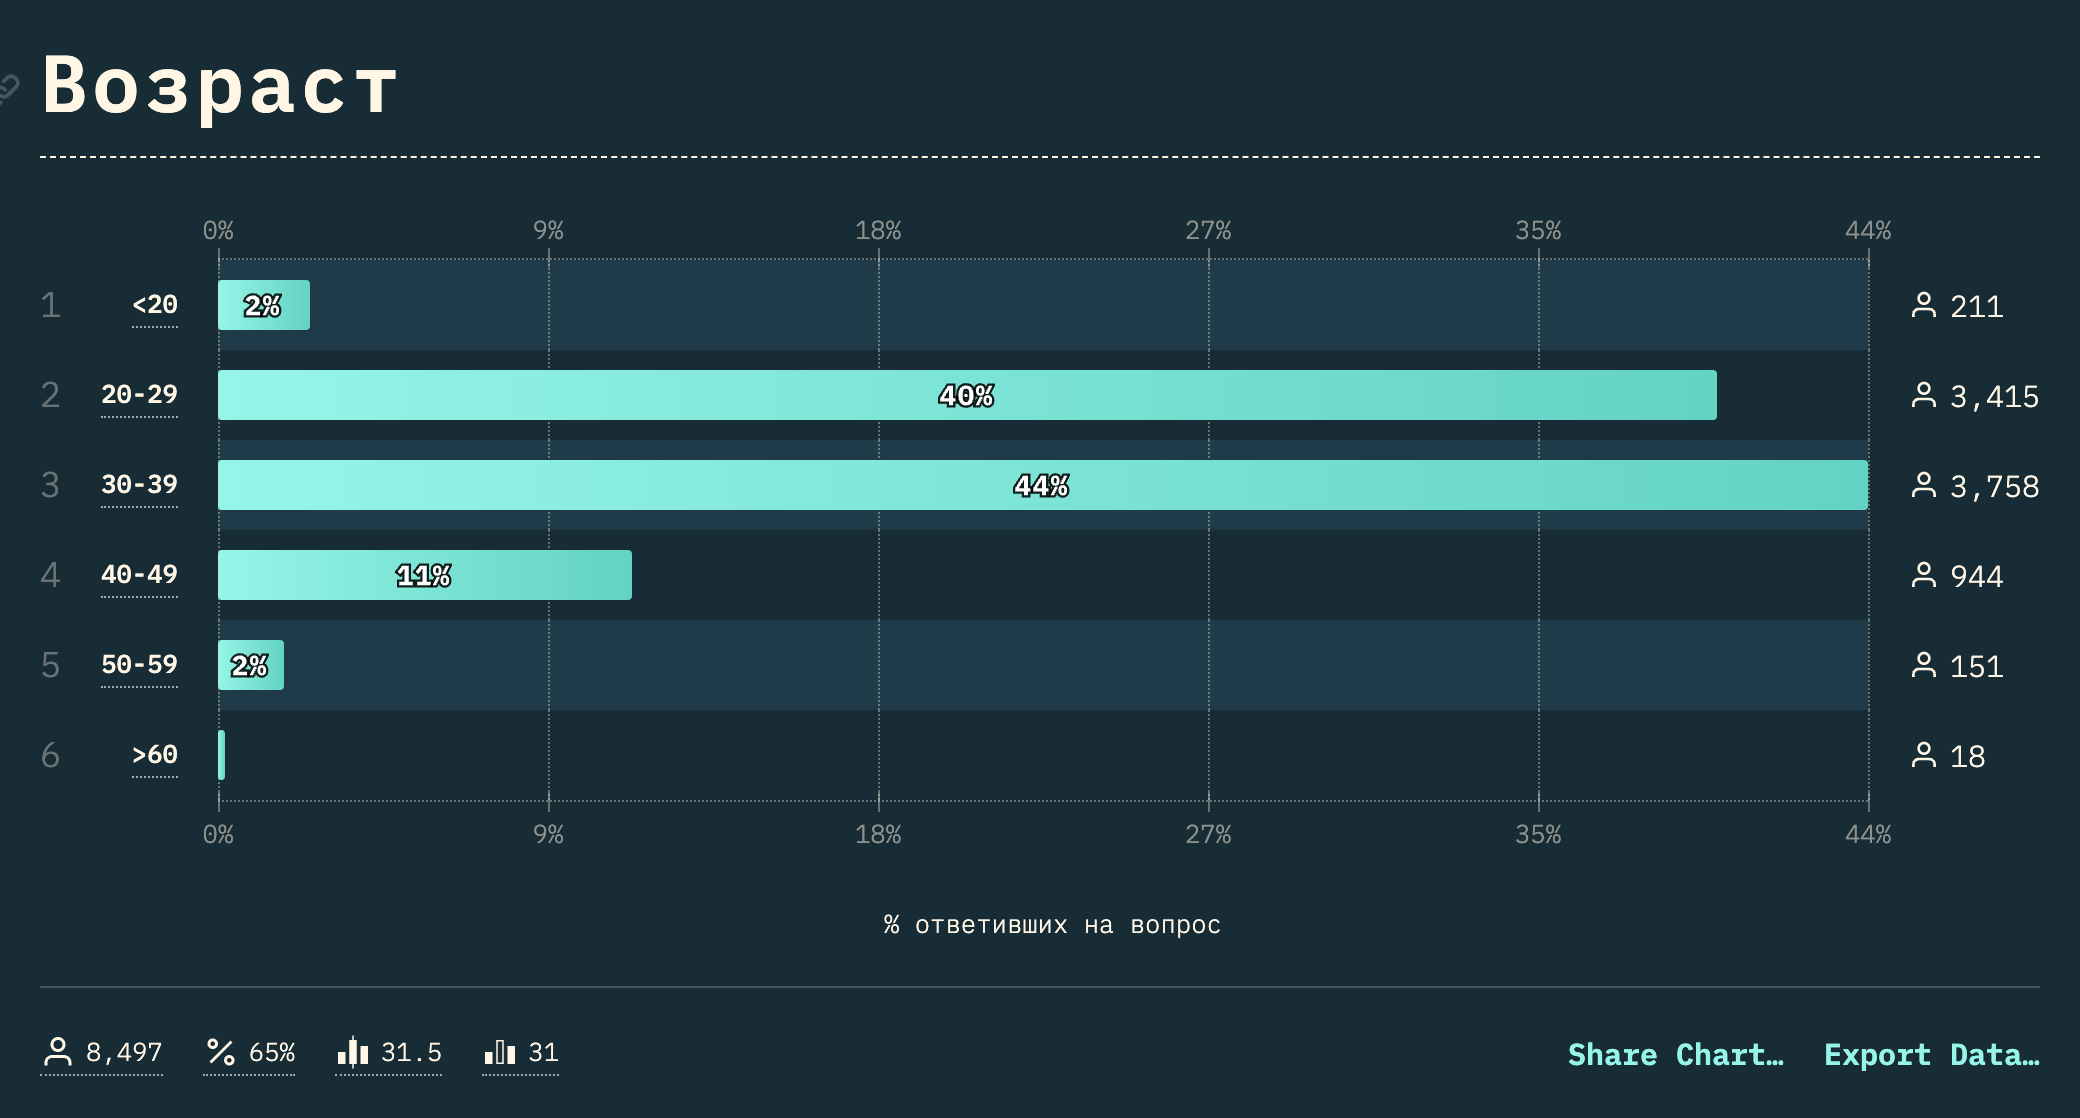 Возраст
0% 9% 18% 27% 35% 44%
1 <20 2% 211
2 20-29 40% 3,415
3 30-39 44% 3,758
4 40-49 11% 944
5 50-59 2% 151
6 >60 18
0% 9% 18% 27% 35% 44%
% ответивших на вопрос
8,497 65% 31.5 31 Share Chart… Export Data…